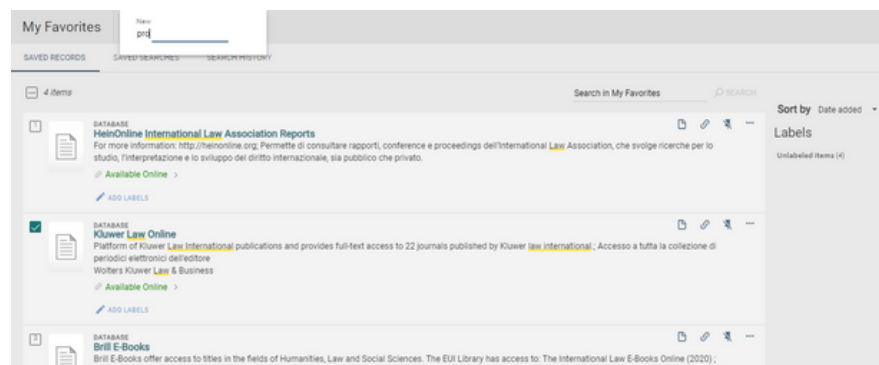 My Favorites
New
pro
SAVED RECORDS SAVED SEARCHES SEARCH HISTORY
4 items
Search in My Favorites
SEARCH
Sort by Date added
Labels
Unlabeled items (4)
1
DATABASE
HeinOnline International Law Association Reports
For more information: http://heinonline.org; Permette di consultare rapporti, conference e proceedings dell'International Law Association, che svolge ricerche per lo
studio, l'interpretazione e lo sviluppo del diritto internazionale, sia pubblico che privato.
Available Online
ADD LABELS
DATABASE
Kluwer Law Online
Platform of Kluwer Law International publications and provides full-text access to 22 journals published by Kluwer law international.; Accesso a tutta la collezione di
periodici elettronici dell'editore
Wolters Kluwer Law & Business
Available Online
ADD LABELS
3
DATABASE
Brill E-Books
Brill E-Books offer access to titles in the fields of Humanities, Law and Social Sciences. The EUI Library has access to: The International Law E-Books Online (2020) ;